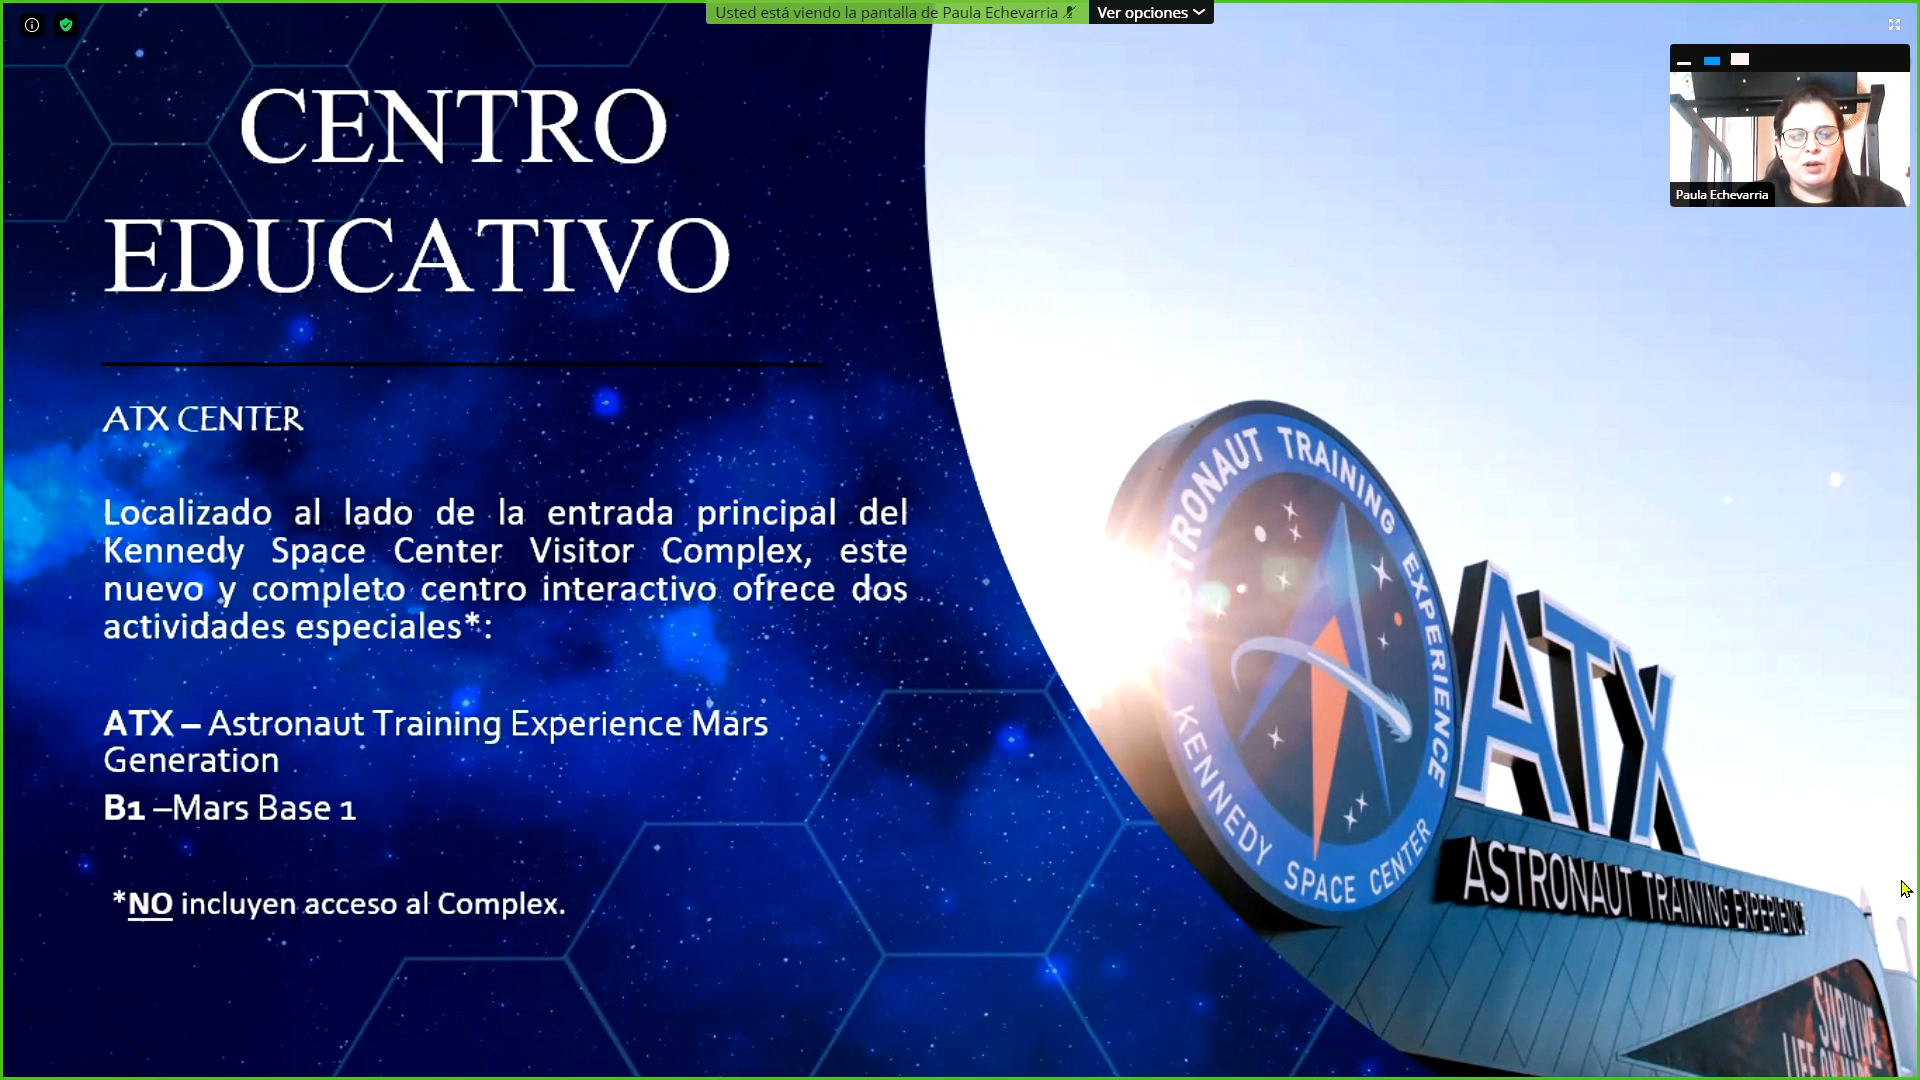 Usted está viendo la pantalla de Paula Echevarria
Ver opciones
Paula Echevarria
CENTRO
EDUCATIVO
ATX CENTER
Localizado al lado de la entrada principal del
Kennedy Space Center Visitor Complex, este
nuevo y completo centro interactivo ofrece dos
actividades especiales*:
ATX – Astronaut Training Experience Mars
Generation
B1 –Mars Base 1
*NO incluyen acceso al Complex.
ASTRONAUT TRAINING EXPERIENCE
KENNEDY SPACE CENTER
ATX
ASTRONAUT TRAINING EXPERIENCE
SURVIVE
LIFE ON